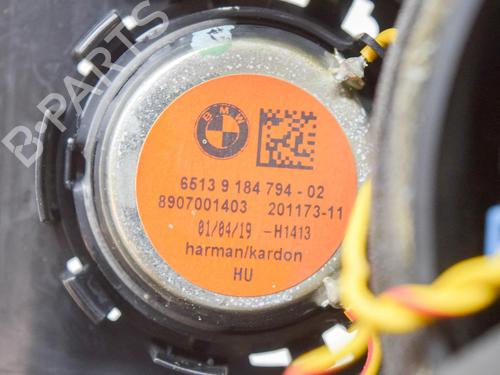 B-PARTS
BMW
6513 9 184 794 - 02
8907001403 201173-11
01/04/19 -H1413
harman/kardon
HU